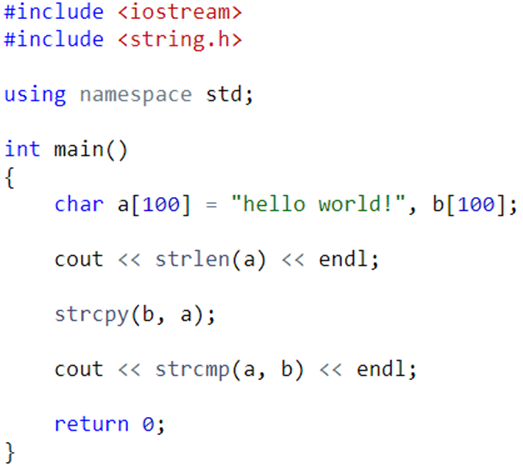 #include <iostream>
#include <string.h>
using namespace std;
int main()
{
    char a[100] = "hello world!", b[100];
    cout << strlen(a) << endl;
    strcpy(b, a);
    cout << strcmp(a, b) << endl;
    return 0;
}